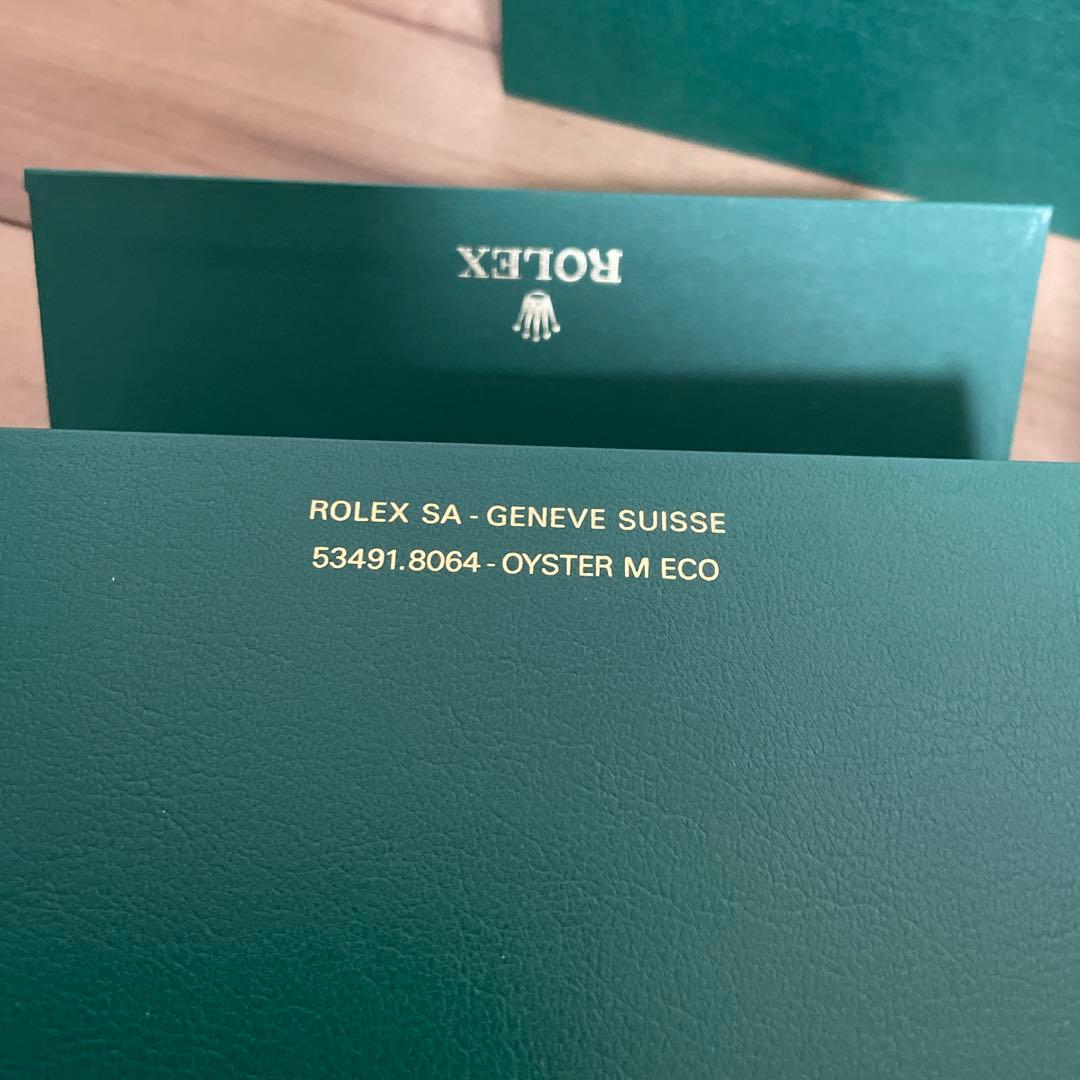 ROLEX
ROLEX SA - GENEVE SUISSE
53491.8064 - OYSTER M ECO